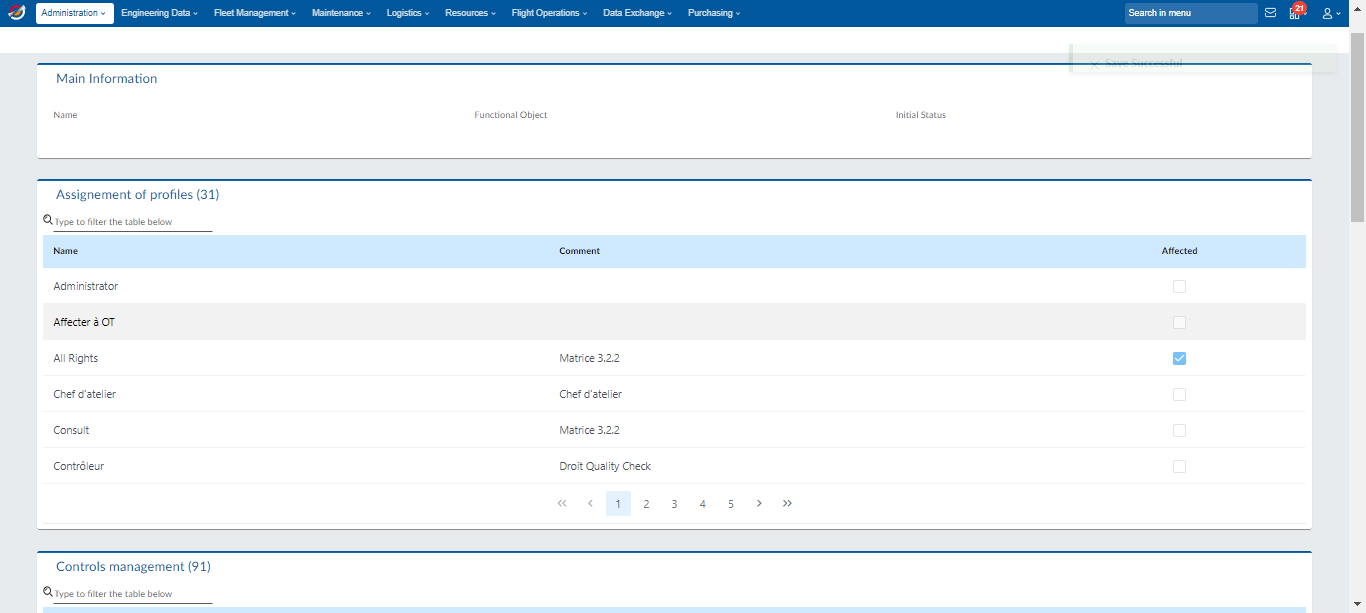 Administration Engineering Data Fleet Management Maintenance Logistics Resources Flight Operations Data Exchange Purchasing Search in menu 21
Save Successful
Main Information
Name Functional Object Initial Status
Assignement of profiles (31)
Type to filter the table below
Name Comment Affected
Administrator
Affecter à OT
All Rights Matrice 3.2.2
Chef d'atelier Chef d'atelier
Consult Matrice 3.2.2
Contrôleur Droit Quality Check
1 2 3 4 5
Controls management (91)
Type to filter the table below